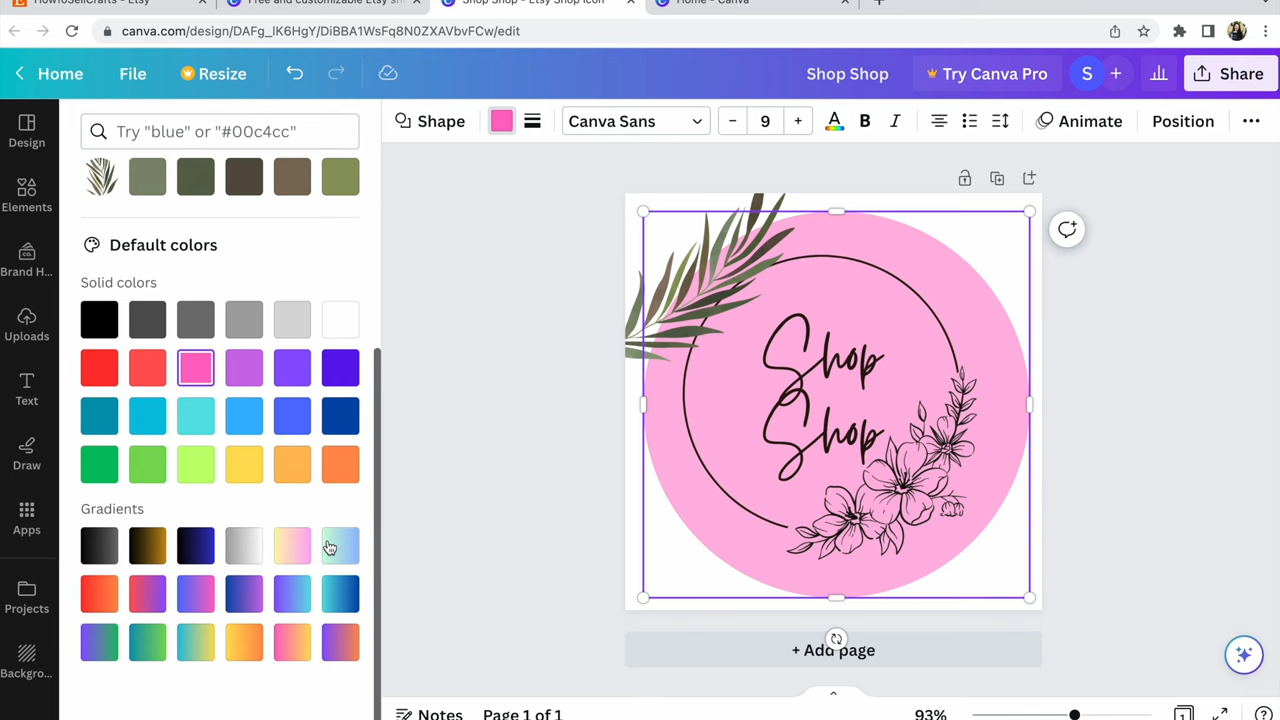 HowToSellCrafts - Etsy
Free and customizable Etsy sh
Shop Shop - Etsy Shop Icon
Home - Canva
canva.com/design/DAFg_lK6HgY/DiBBA1WsFq8N0ZXAVbvFCw/edit
Home File Resize Shop Shop Try Canva Pro S + Share
Design
Elements
Brand H...
Uploads
Text
Draw
Apps
Projects
Backgro...
Try "blue" or "#00c4cc"
Default colors
Solid colors
Gradients
Shape Canva Sans – 9 + A B I Animate Position ...
Shop
Shop
+ Add page
Notes Page 1 of 1 93% 1